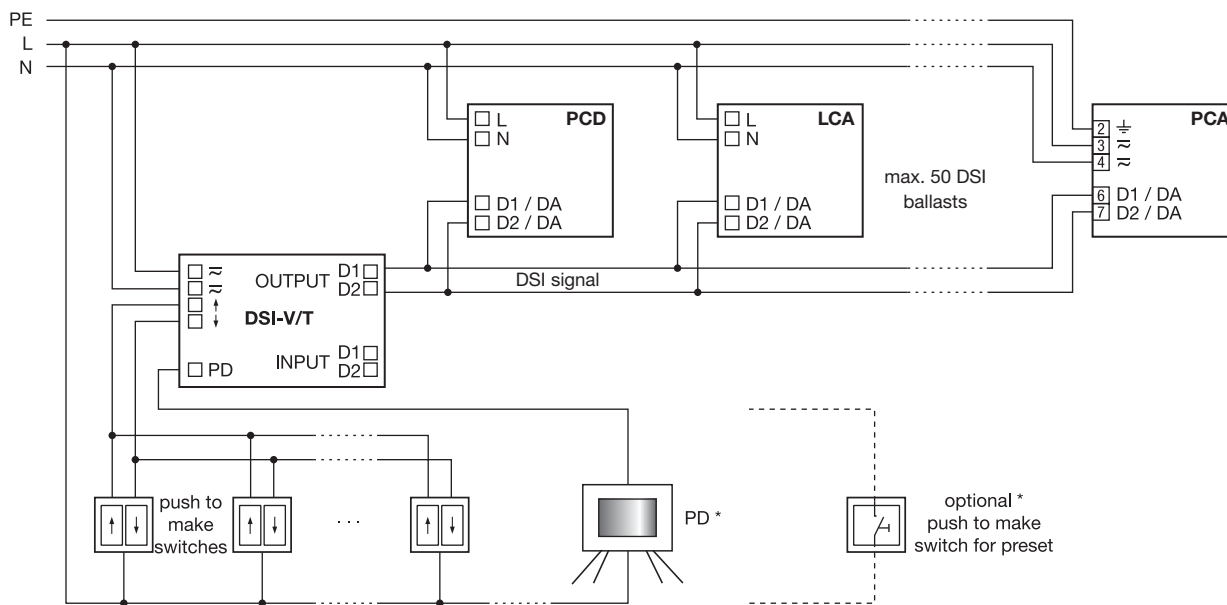 PE
L
N
L
PCD
N
D1 / DA
D2 / DA
L
LCA
N
D1 / DA
D2 / DA
max. 50 DSI
ballasts
2
PCA
3
4
6 D1 / DA
7 D2 / DA
OUTPUT
D1
D2
DSI-V/T
INPUT
D1
D2
PD
DSI signal
push to
make
switches
...
PD *
optional *
push to make
switch for preset